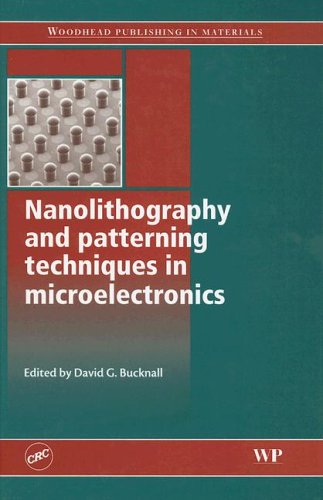 WOODHEAD PUBLISHING IN MATERIALS
Nanolithography
and patterning
techniques in
microelectronics
Edited by David G. Bucknall
CRC
WP